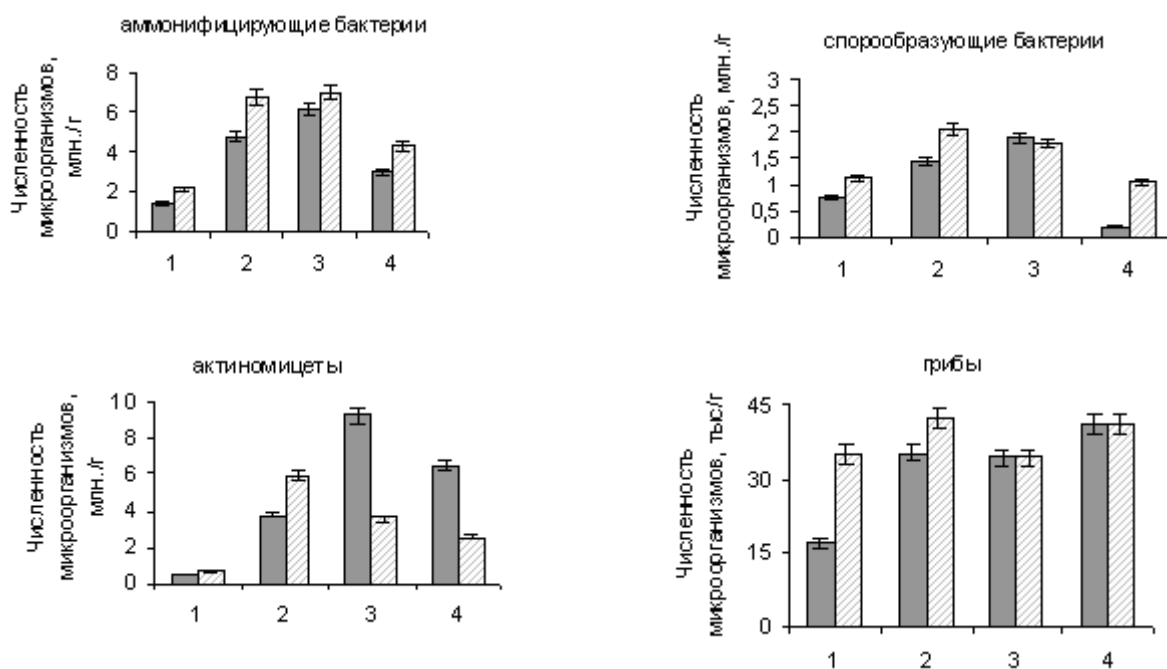 аммонифицирующие бактерии
Численность
микроорганизмов,
млн./г
8
6
4
2
0
1 2 3 4
спорообразующие бактерии
Численность
микроорганизмов, млн./г
3
2,5
2
1,5
1
0,5
0
1 2 3 4
актиномицеты
Численность
микроорганизмов,
млн./г
10
8
6
4
2
0
1 2 3 4
грибы
Численность
микроорганизмов, тыс/г
45
30
15
0
1 2 3 4